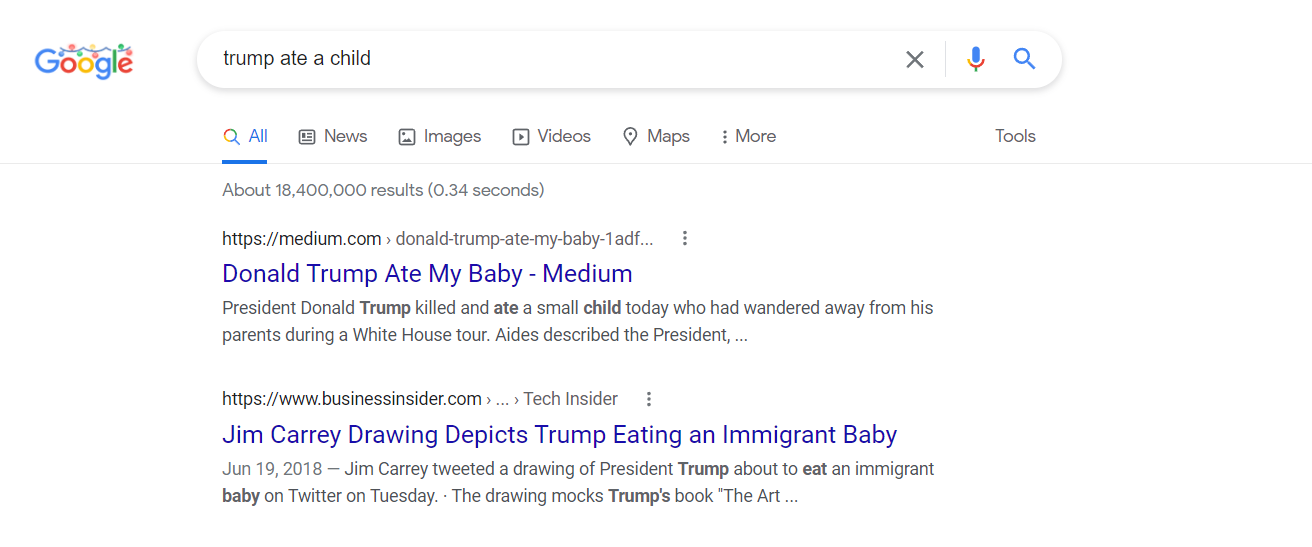 Google
trump ate a child
All News Images Videos Maps More Tools
About 18,400,000 results (0.34 seconds)
https://medium.com › donald-trump-ate-my-baby-1adf...
Donald Trump Ate My Baby - Medium
President Donald Trump killed and ate a small child today who had wandered away from his
parents during a White House tour. Aides described the President, ...
https://www.businessinsider.com › ... › Tech Insider
Jim Carrey Drawing Depicts Trump Eating an Immigrant Baby
Jun 19, 2018 — Jim Carrey tweeted a drawing of President Trump about to eat an immigrant
baby on Twitter on Tuesday. · The drawing mocks Trump's book "The Art ...